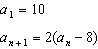 a₁ = 10
aₙ₊₁ = 2(aₙ − 8)